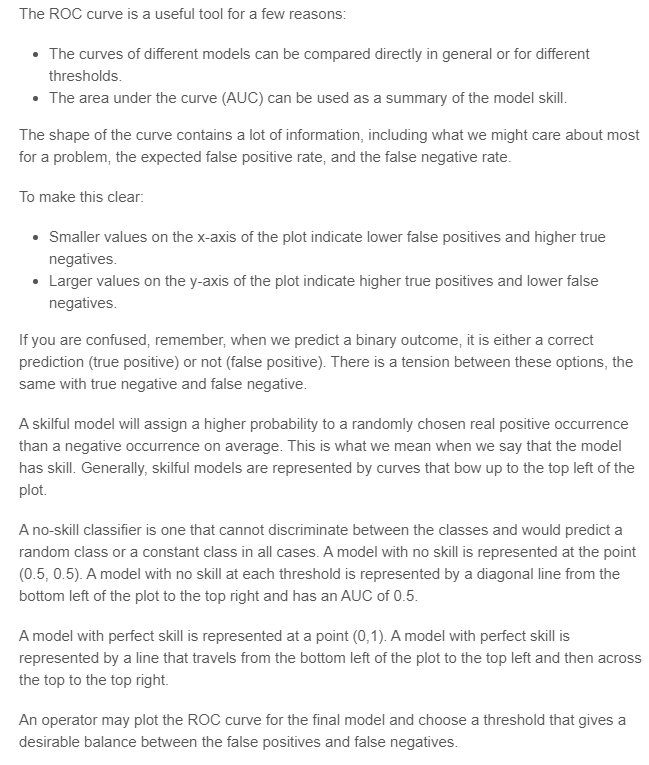 The ROC curve is a useful tool for a few reasons:
• The curves of different models can be compared directly in general or for different
thresholds.
• The area under the curve (AUC) can be used as a summary of the model skill.
The shape of the curve contains a lot of information, including what we might care about most
for a problem, the expected false positive rate, and the false negative rate.
To make this clear:
• Smaller values on the x-axis of the plot indicate lower false positives and higher true
negatives.
• Larger values on the y-axis of the plot indicate higher true positives and lower false
negatives.
If you are confused, remember, when we predict a binary outcome, it is either a correct
prediction (true positive) or not (false positive). There is a tension between these options, the
same with true negative and false negative.
A skilful model will assign a higher probability to a randomly chosen real positive occurrence
than a negative occurrence on average. This is what we mean when we say that the model
has skill. Generally, skilful models are represented by curves that bow up to the top left of the
plot.
A no-skill classifier is one that cannot discriminate between the classes and would predict a
random class or a constant class in all cases. A model with no skill is represented at the point
(0.5, 0.5). A model with no skill at each threshold is represented by a diagonal line from the
bottom left of the plot to the top right and has an AUC of 0.5.
A model with perfect skill is represented at a point (0,1). A model with perfect skill is
represented by a line that travels from the bottom left of the plot to the top left and then across
the top to the top right.
An operator may plot the ROC curve for the final model and choose a threshold that gives a
desirable balance between the false positives and false negatives.